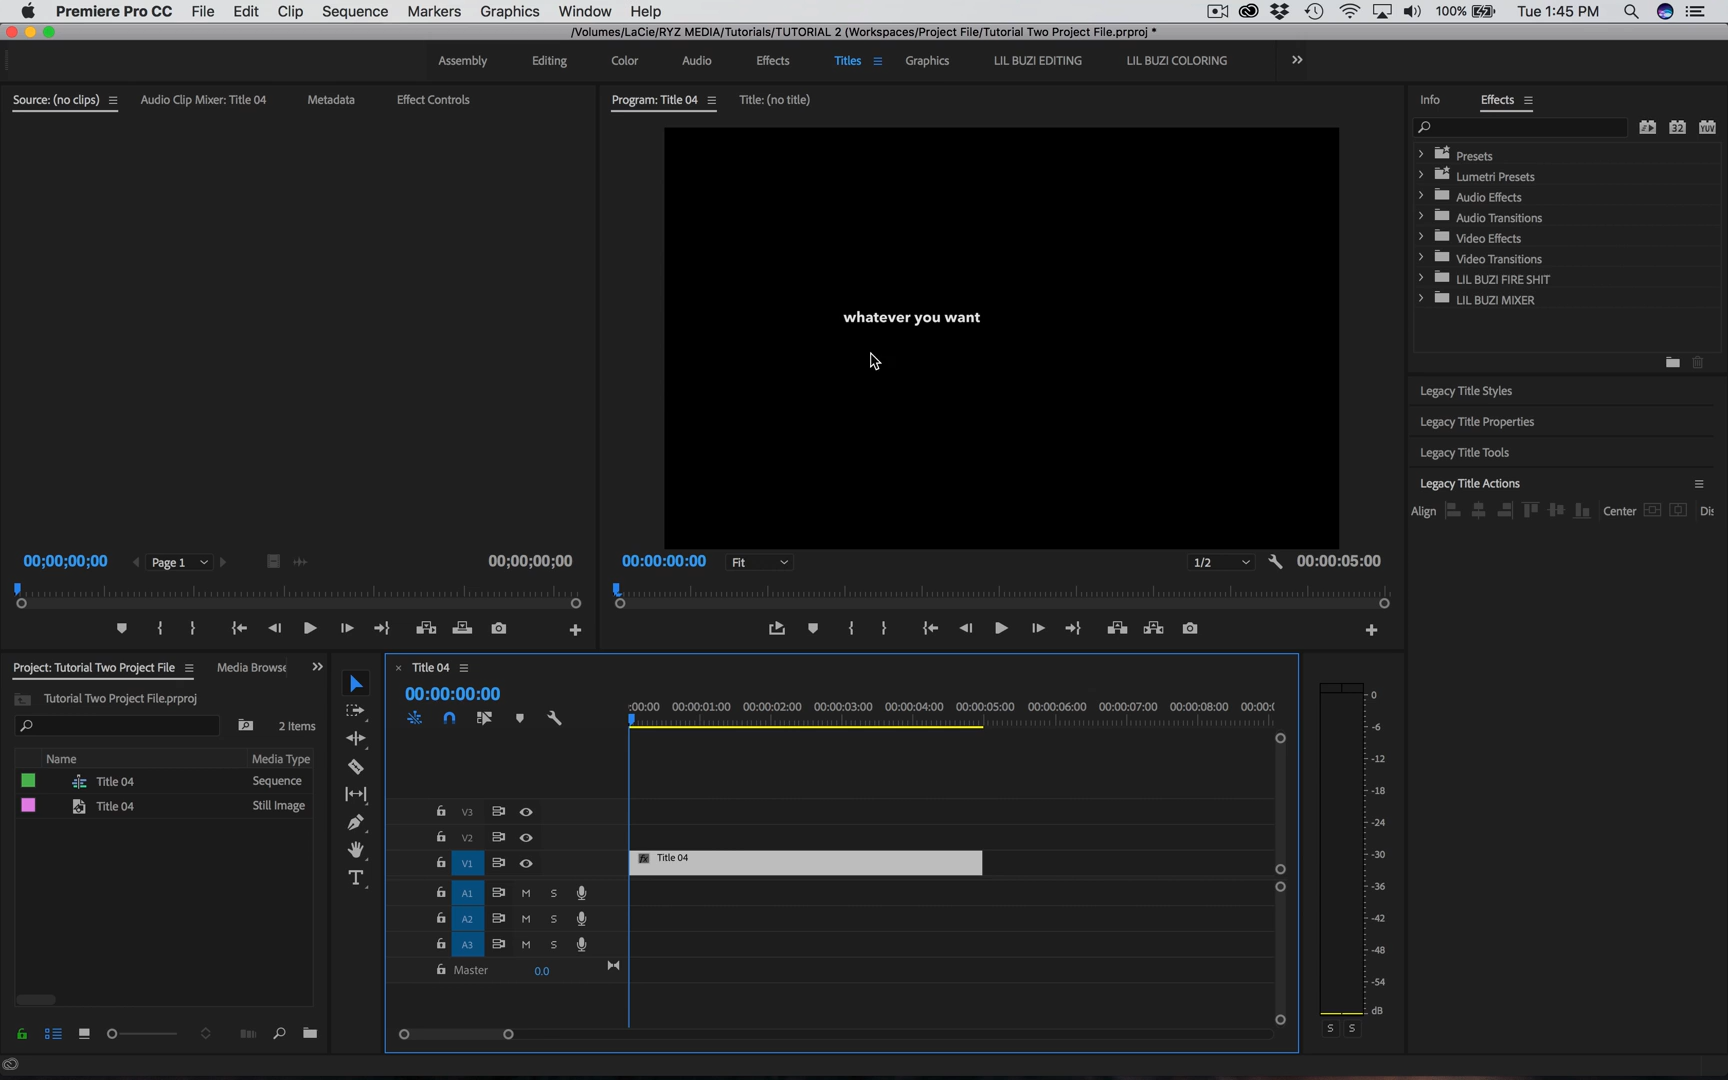 Premiere Pro CC File Edit Clip Sequence Markers Graphics Window Help 100% Tue 1:45 PM
/Volumes/LaCie/RYZ MEDIA/Tutorials/TUTORIAL 2 (Workspaces/Project File/Tutorial Two Project File.prproj *
Assembly Editing Color Audio Effects Titles Graphics LIL BUZI EDITING LIL BUZI COLORING
Source: (no clips) Audio Clip Mixer: Title 04 Metadata Effect Controls
Program: Title 04 Title: (no title)
Info Effects
32 YUV
Presets
Lumetri Presets
Audio Effects
Audio Transitions
Video Effects
Video Transitions
LIL BUZI FIRE SHIT
LIL BUZI MIXER
whatever you want
Legacy Title Styles
Legacy Title Properties
Legacy Title Tools
Legacy Title Actions
Align Center Dis
00;00;00;00 Page 1 00;00;00;00
00:00:00:00 Fit 1/2 00:00:05:00
Project: Tutorial Two Project File Media Browse
Tutorial Two Project File.prproj
2 Items
Name Media Type
Title 04 Sequence
Title 04 Still Image
Title 04
00:00:00:00
:00:00 00:00:01:00 00:00:02:00 00:00:03:00 00:00:04:00 00:00:05:00 00:00:06:00 00:00:07:00 00:00:08:00 00:00:0
V3
V2
V1 fx Title 04
A1 M S
A2 M S
A3 M S
Master 0.0
0
-6
-12
-18
-24
-30
-36
-42
-48
-54
dB
S S